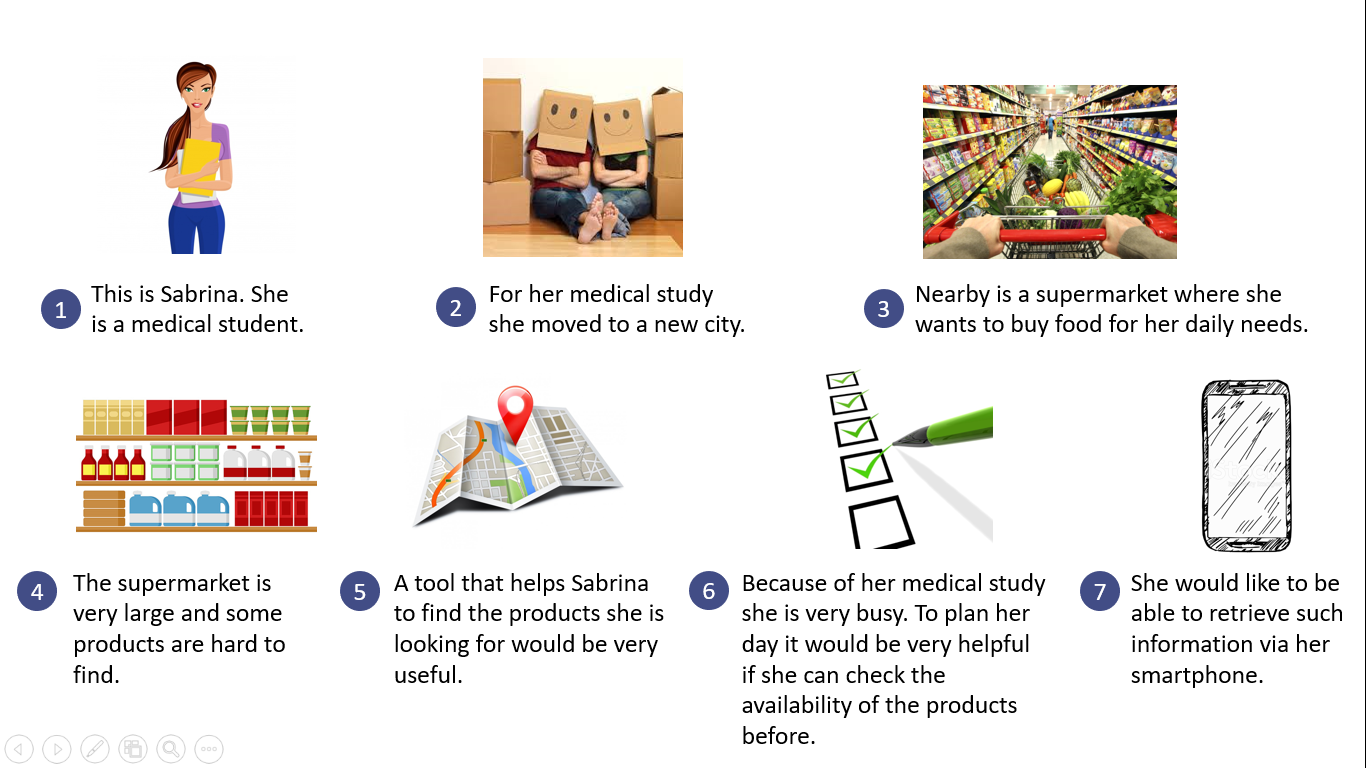 1
This is Sabrina. She
is a medical student.
2
For her medical study
she moved to a new city.
3
Nearby is a supermarket where she
wants to buy food for her daily needs.
4
The supermarket is
very large and some
products are hard to
find.
5
A tool that helps Sabrina
to find the products she is
looking for would be very
useful.
6
Because of her medical study
she is very busy. To plan her
day it would be very helpful
if she can check the
availability of the products
before.
7
She would like to be
able to retrieve such
information via her
smartphone.